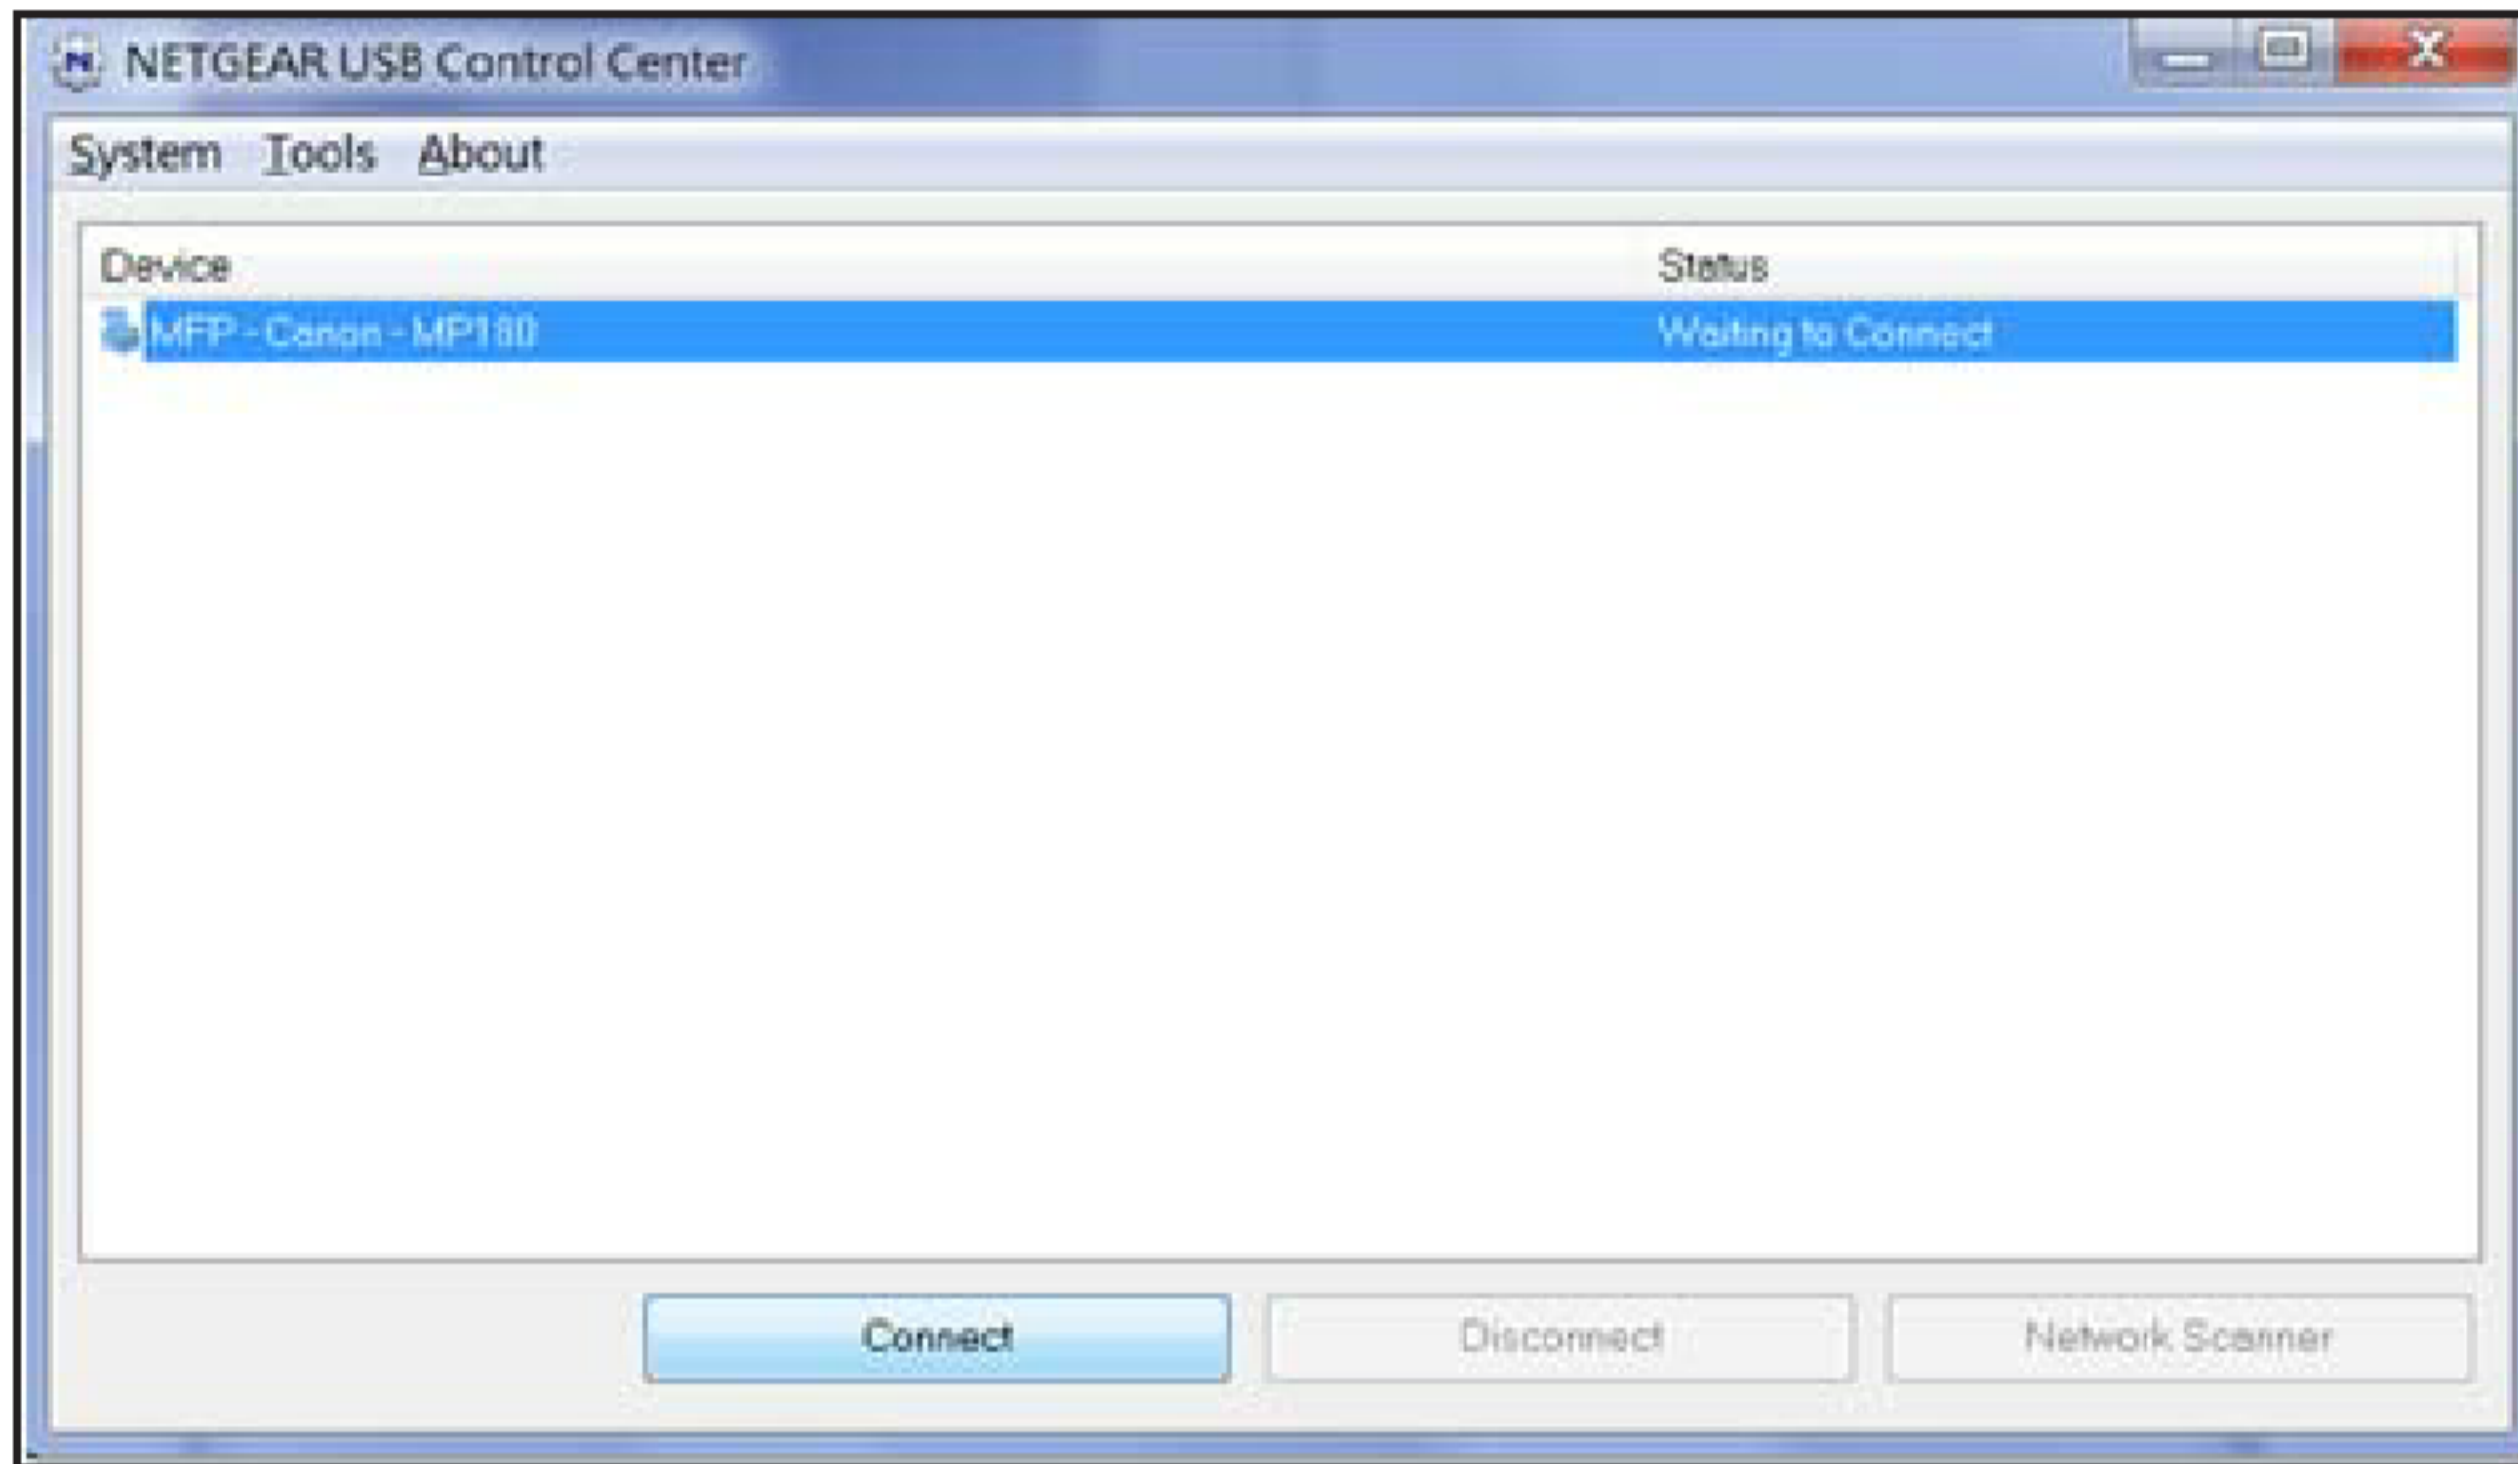 NETGEAR USB Control Center
System Tools About
Device Status
MFP - Canon - MP180 Waiting to Connect
Connect Disconnect Network Scanner